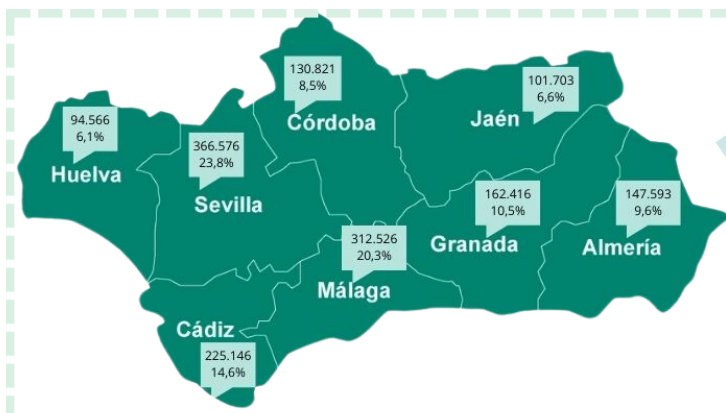 130.821
8,5%
Córdoba
101.703
6,6%
Jaén
94.566
6,1%
Huelva
366.576
23,8%
Sevilla
162.416
10,5%
Granada
147.593
9,6%
Almería
312.526
20,3%
Málaga
Cádiz
225.146
14,6%